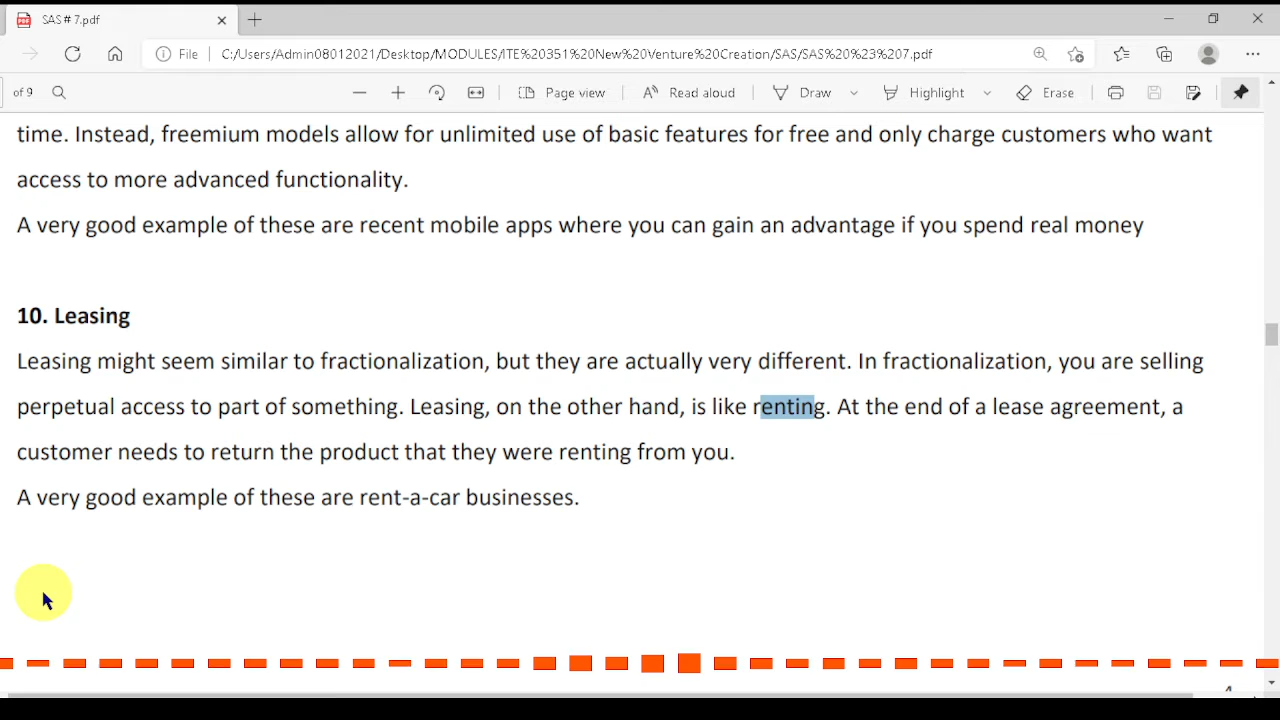 SAS # 7.pdf
File
C:/Users/Admin08012021/Desktop/MODULES/ITE%20351%20New%20Venture%20Creation/SAS/SAS%20%23%207.pdf
of 9
Page view
Read aloud
Draw
Highlight
Erase
time. Instead, freemium models allow for unlimited use of basic features for free and only charge customers who want
access to more advanced functionality.
A very good example of these are recent mobile apps where you can gain an advantage if you spend real money
10. Leasing
Leasing might seem similar to fractionalization, but they are actually very different. In fractionalization, you are selling
perpetual access to part of something. Leasing, on the other hand, is like renting. At the end of a lease agreement, a
customer needs to return the product that they were renting from you.
A very good example of these are rent-a-car businesses.